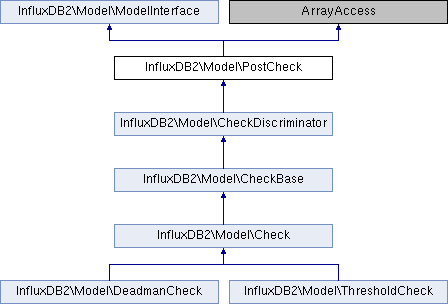 InfluxDB2\Model\ModelInterface
ArrayAccess
InfluxDB2\Model\PostCheck
InfluxDB2\Model\CheckDiscriminator
InfluxDB2\Model\CheckBase
InfluxDB2\Model\Check
InfluxDB2\Model\DeadmanCheck
InfluxDB2\Model\ThresholdCheck